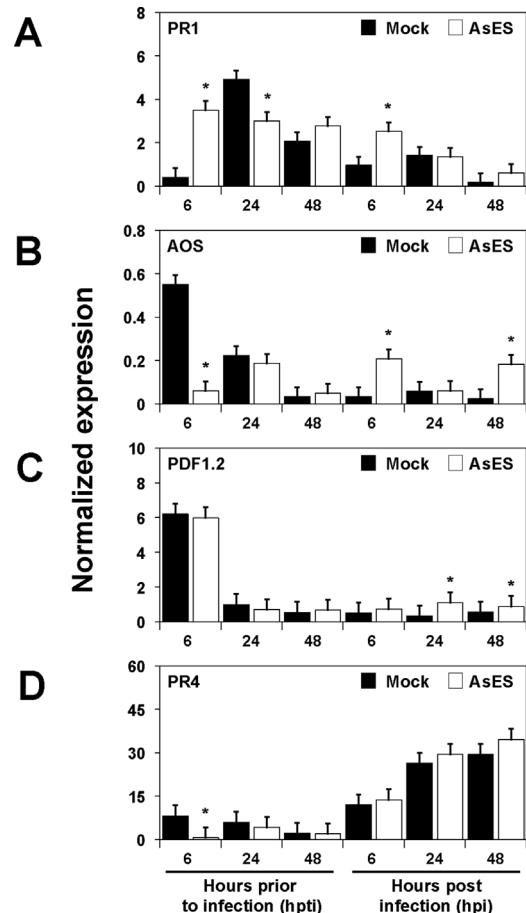 A
PR1
Mock
AsES
8
6
4
2
0
*
*
*
6
24
48
6
24
48
B
AOS
Mock
AsES
0.8
0.6
0.4
0.2
0
*
*
*
6
24
48
6
24
48
Normalized expression
C
PDF1.2
Mock
AsES
10
8
6
4
2
0
*
*
6
24
48
6
24
48
D
PR4
Mock
AsES
60
45
30
15
0
*
6
24
48
6
24
48
Hours prior
to infection (hpti)
Hours post
infection (hpi)